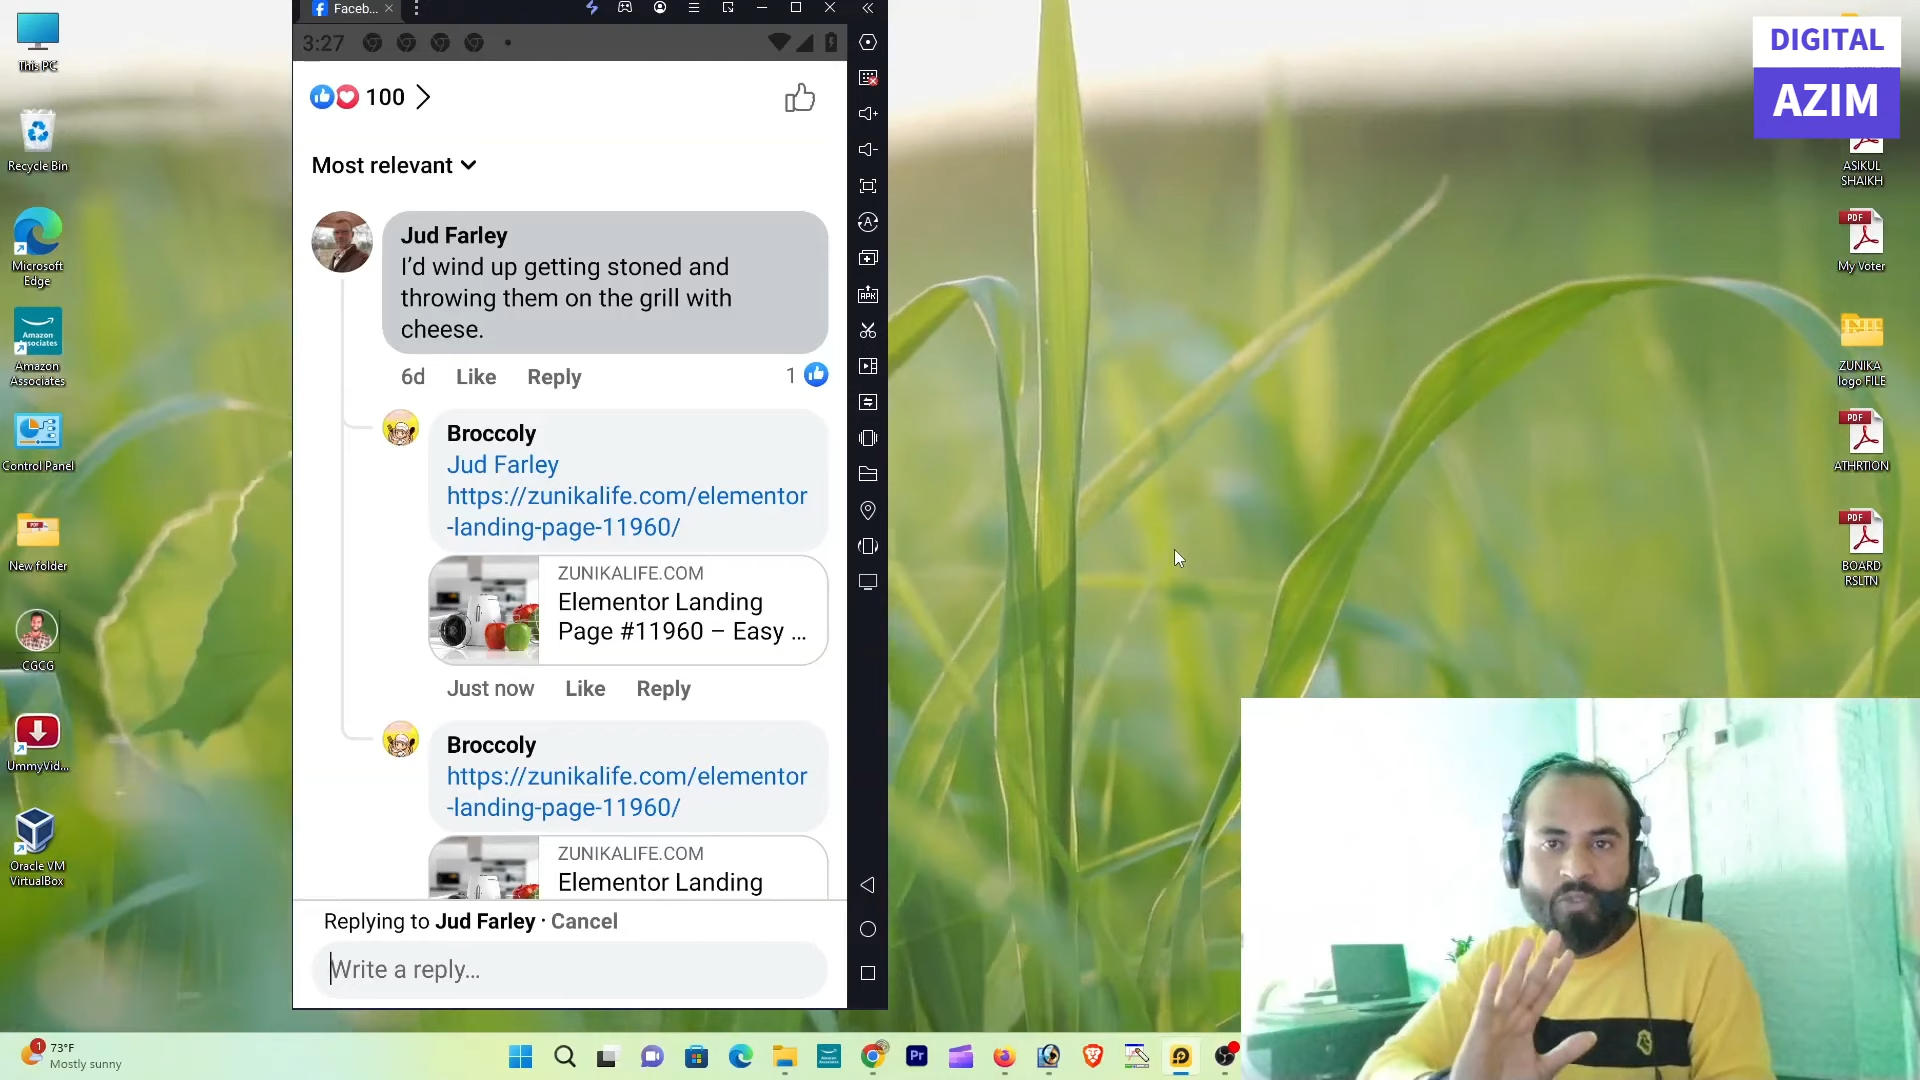 This PC
Recycle Bin
Microsoft
Edge
Amazon
Associates
Amazon
Associates
Control Panel
New folder
CGCG
UmmyVid...
Oracle VM
VirtualBox
Faceb...
3:27
100
Most relevant
Jud Farley
I'd wind up getting stoned and
throwing them on the grill with
cheese.
6d Like Reply 1
Broccoly
Jud Farley
https://zunikalife.com/elementor
-landing-page-11960/
ZUNIKALIFE.COM
Elementor Landing
Page #11960 – Easy ...
Just now Like Reply
Broccoly
https://zunikalife.com/elementor
-landing-page-11960/
ZUNIKALIFE.COM
Elementor Landing
Replying to Jud Farley · Cancel
Write a reply...
APK
DIGITAL
AZIM
ASIKUL
SHAIKH
PDF
My Voter
ZUNIKA
logo FILE
PDF
ATHRTION
PDF
BOARD
RSLTN
1
73°F
Mostly sunny
Pr